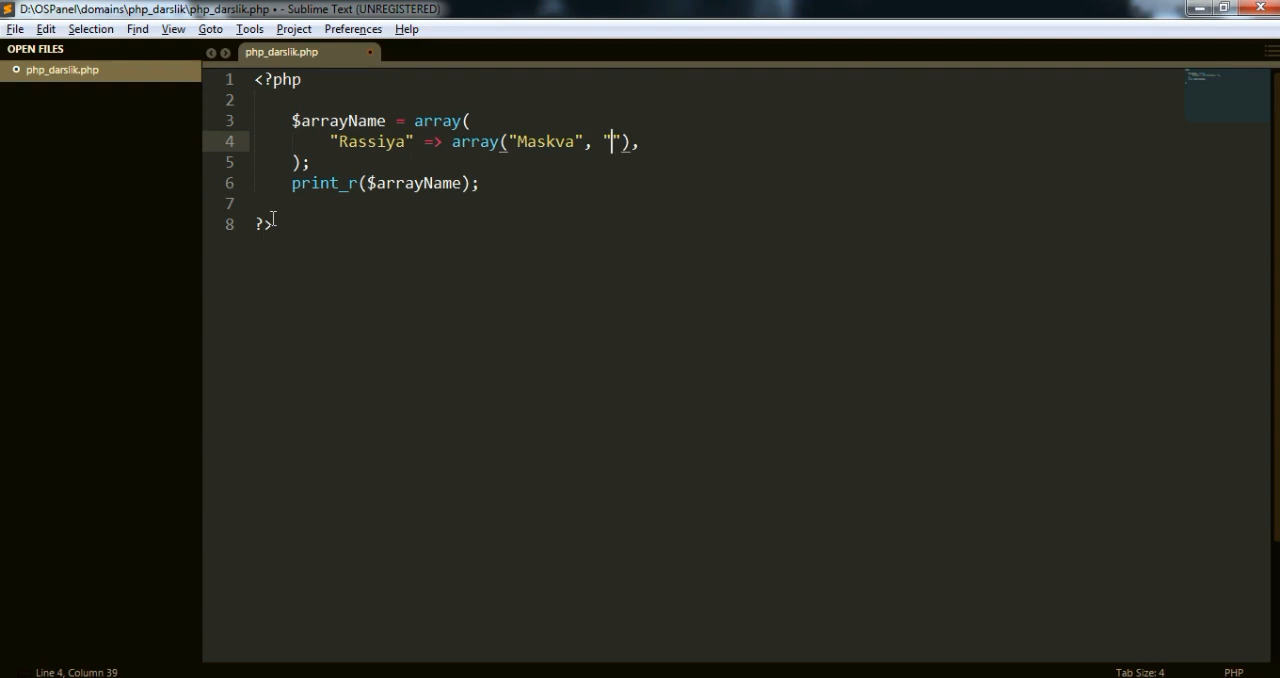 D:\OSPanel\domains\php_darslik\php_darslik.php • - Sublime Text (UNREGISTERED)
File Edit Selection Find View Goto Tools Project Preferences Help
OPEN FILES
php_darslik.php
php_darslik.php
1 <?php
2
3 $arrayName = array(
4 "Rassiya" => array("Maskva", ""),
5 );
6 print_r($arrayName);
7
8 ?>
Line 4, Column 39
Tab Size: 4
PHP